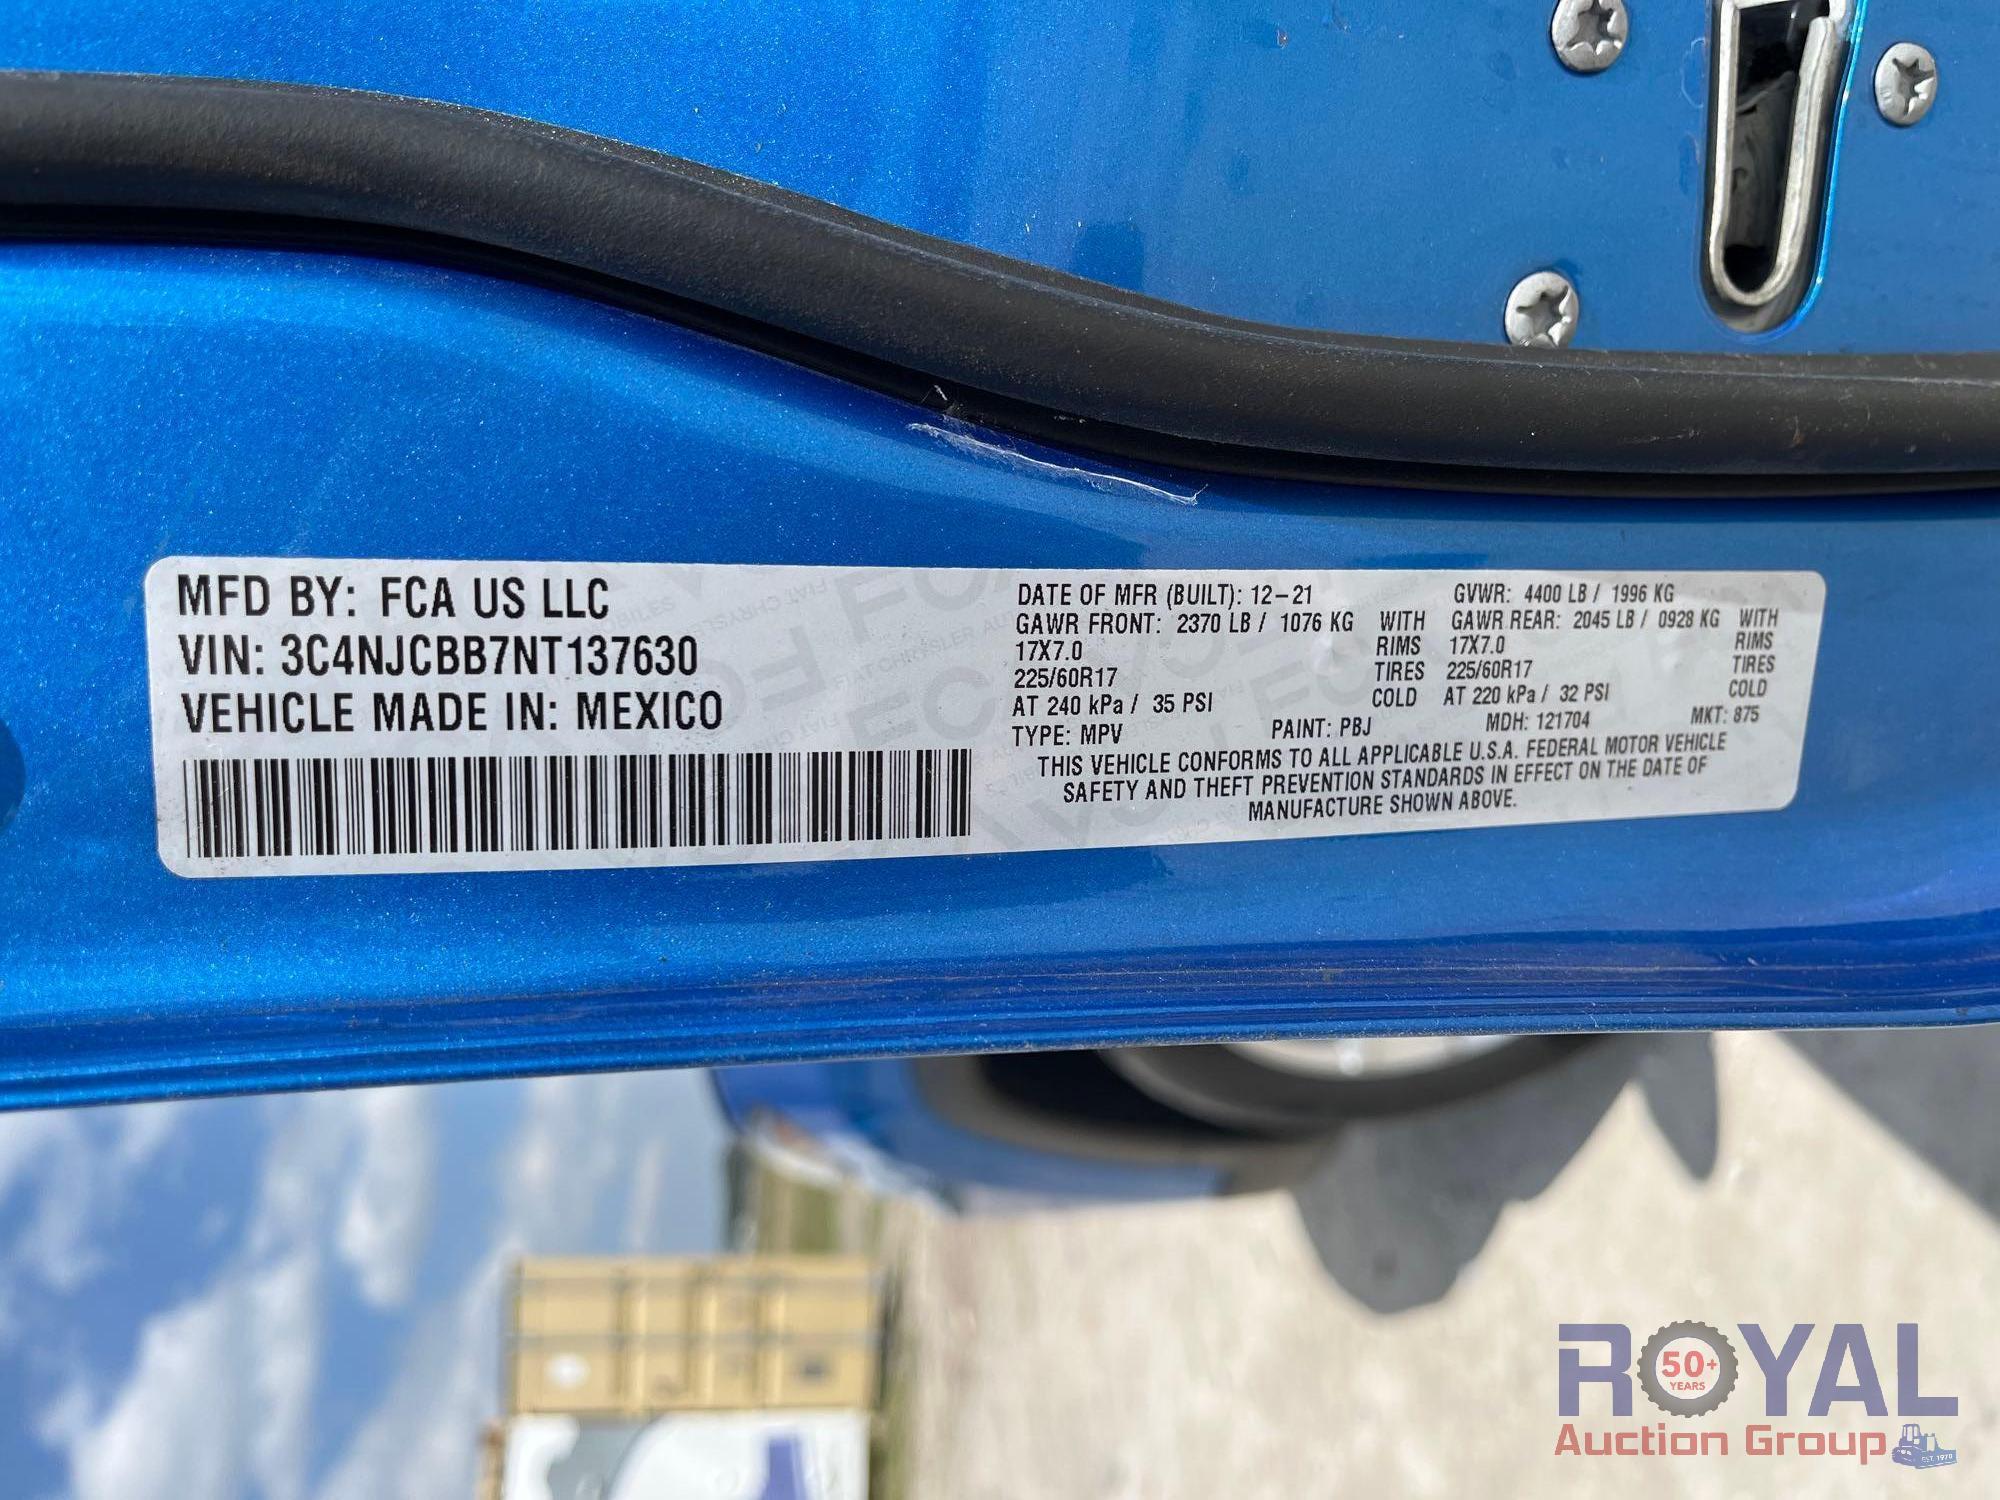 MFD BY: FCA US LLC
VIN: 3C4NJCBB7NT137630
VEHICLE MADE IN: MEXICO
DATE OF MFR (BUILT): 12-21 GVWR: 4400 LB / 1996 KG
GAWR FRONT: 2370 LB / 1076 KG WITH GAWR REAR: 2045 LB / 0928 KG WITH
17X7.0 RIMS 17X7.0 RIMS
225/60R17 TIRES 225/60R17 TIRES
AT 240 kPa / 35 PSI COLD AT 220 kPa / 32 PSI COLD
TYPE: MPV PAINT: PBJ MDH: 121704 MKT: 875
THIS VEHICLE CONFORMS TO ALL APPLICABLE U.S.A. FEDERAL MOTOR VEHICLE
SAFETY AND THEFT PREVENTION STANDARDS IN EFFECT ON THE DATE OF
MANUFACTURE SHOWN ABOVE.
ROYAL
50+
YEARS
Auction Group
EST. 1970